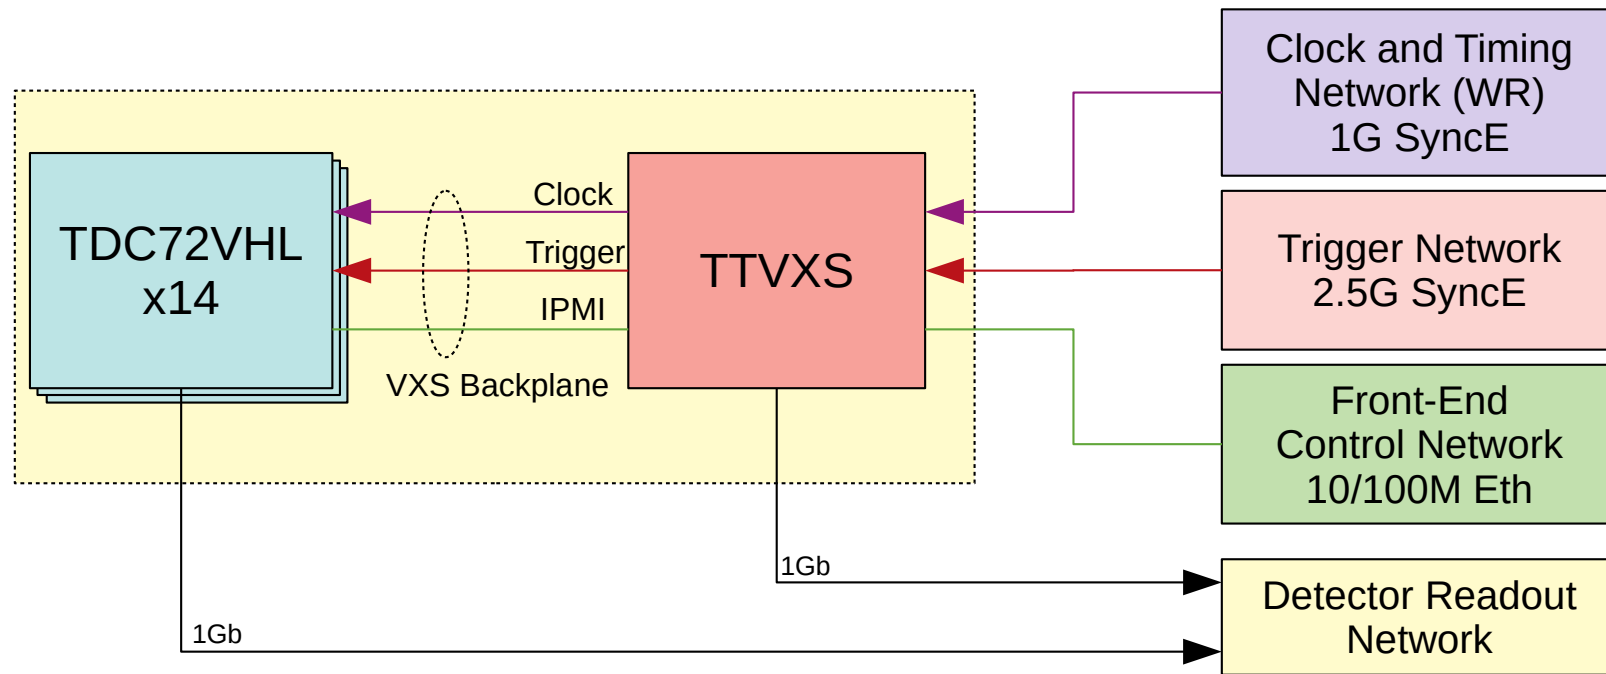 TDC72VHL
x14
Clock
Trigger
IPMI
VXS Backplane
TTVXS
Clock and Timing
Network (WR)
1G SyncE
Trigger Network
2.5G SyncE
Front-End
Control Network
10/100M Eth
1Gb
1Gb
Detector Readout
Network